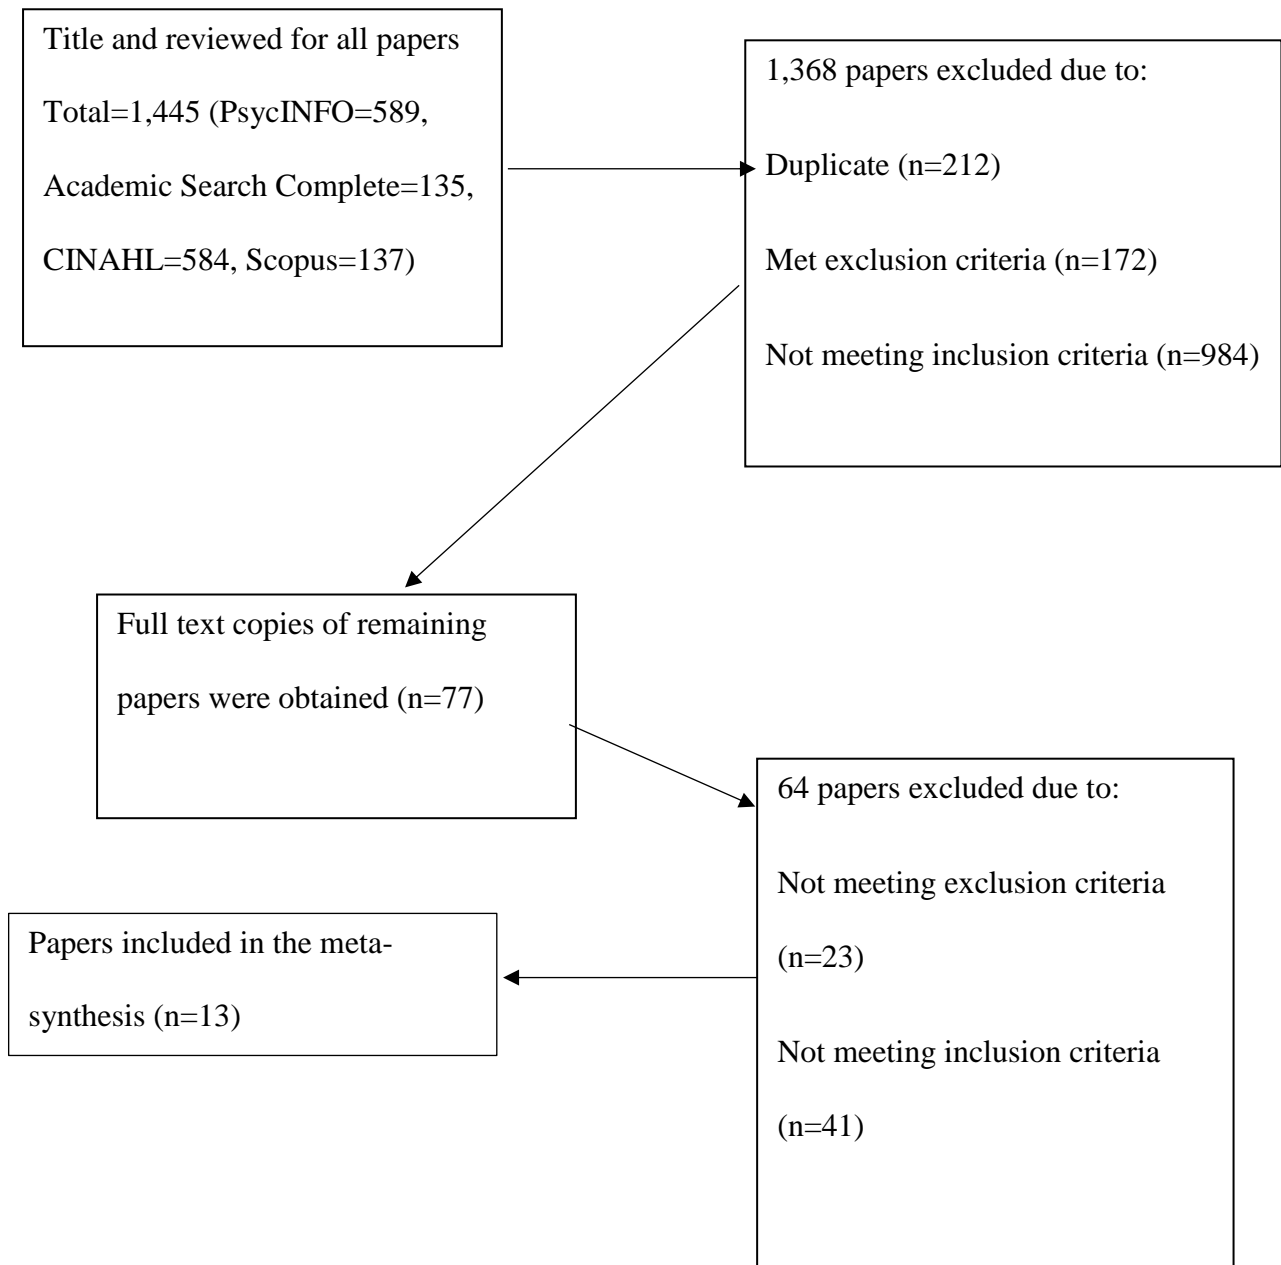 Title and reviewed for all papers
Total=1,445 (PsycINFO=589,
Academic Search Complete=135,
CINAHL=584, Scopus=137)
1,368 papers excluded due to:
Duplicate (n=212)
Met exclusion criteria (n=172)
Not meeting inclusion criteria (n=984)
Full text copies of remaining
papers were obtained (n=77)
64 papers excluded due to:
Not meeting exclusion criteria
(n=23)
Not meeting inclusion criteria
(n=41)
Papers included in the meta-
synthesis (n=13)